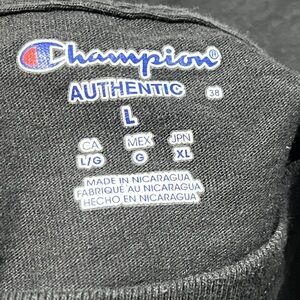 Champion
AUTHENTIC 38
L
CA MEX JPN
L/G G XL
MADE IN NICARAGUA
FABRIQUÉ AU NICARAGUA
HECHO EN NICARAGUA